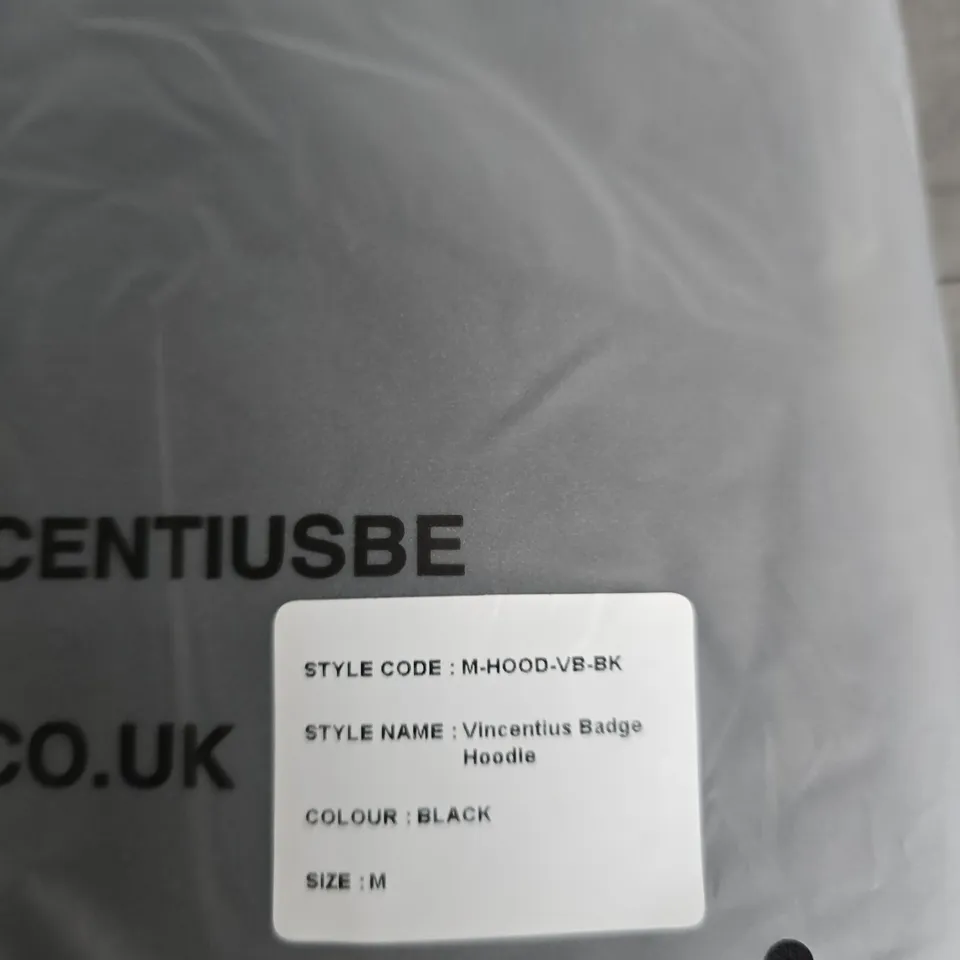 CENTIUSBE
CO.UK
STYLE CODE : M-HOOD-VB-BK
STYLE NAME : Vincentius Badge
Hoodie
COLOUR : BLACK
SIZE : M